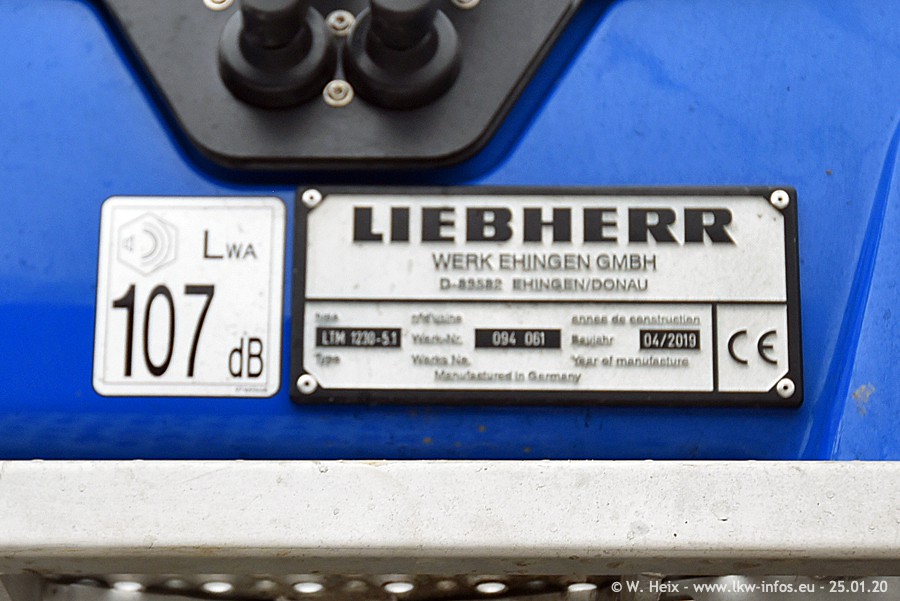 LWA
107
dB
LIEBHERR
WERK EHINGEN GMBH
D-89582 EHINGEN/DONAU
type n°d'usine annee de construction
LTM 1230-5.1 Werk-Nr. 094 061 Baujahr 04/2019
Type Works No. Year of manufacture
Manufactured in Germany
CE
© W. Heix - www.lkw-infos.eu - 25.01.20